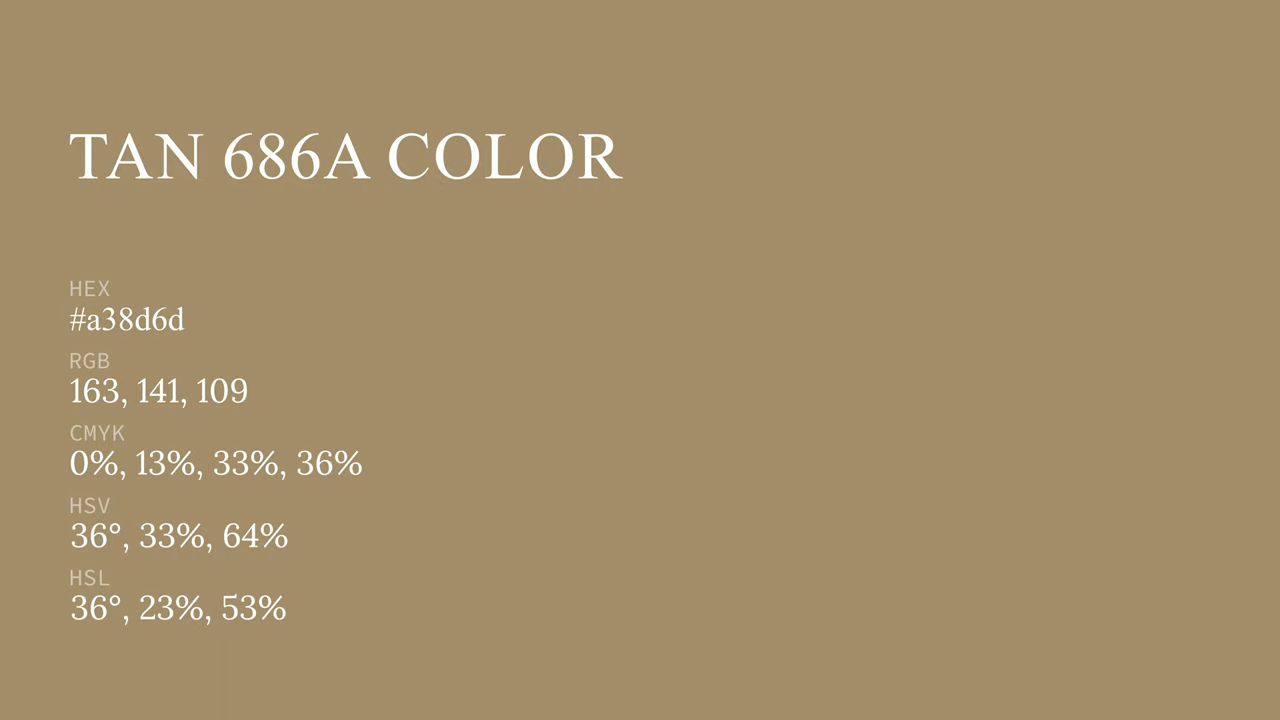 TAN 686A COLOR
HEX
#a38d6d
RGB
163, 141, 109
CMYK
0%, 13%, 33%, 36%
HSV
36°, 33%, 64%
HSL
36°, 23%, 53%